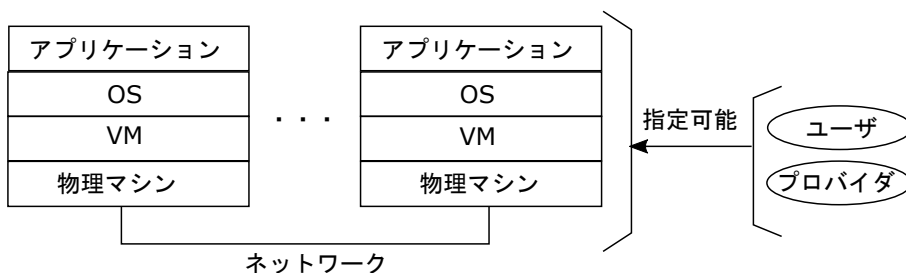 アプリケーション
OS
VM
物理マシン
・・・
アプリケーション
OS
VM
物理マシン
ネットワーク
指定可能
ユーザ
プロバイダ